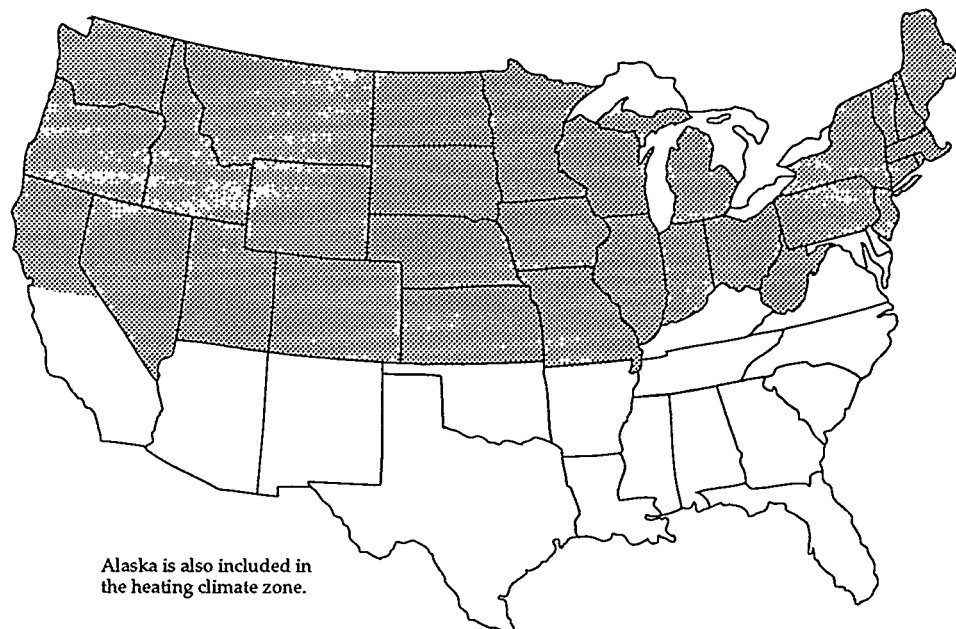 Alaska is also included in
the heating climate zone.